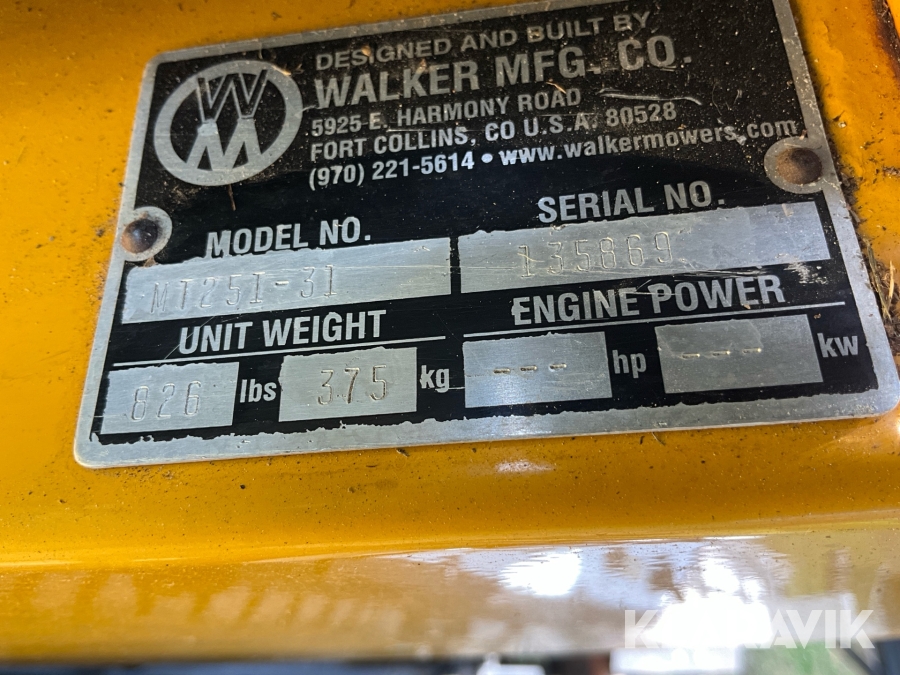 DESIGNED AND BUILT BY
WALKER MFG. CO.
5925 E. HARMONY ROAD
FORT COLLINS, CO U.S.A. 80528
(970) 221-5614 • www.walkermowers.com
MODEL NO. SERIAL NO.
MT25I-31 135869
UNIT WEIGHT ENGINE POWER
826 lbs 375 kg --- hp ---- kw
KLARAVIK